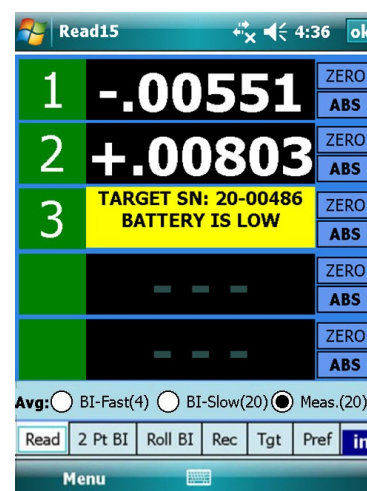 Read15 4:36 ok
1 -.00551 ZERO
ABS
2 +.00803 ZERO
ABS
3 TARGET SN: 20-00486 ZERO
BATTERY IS LOW ABS
- - - ZERO
ABS
- - - ZERO
ABS
Avg: BI-Fast(4) BI-Slow(20) Meas.(20)
Read 2 Pt BI Roll BI Rec Tgt Pref in
Menu